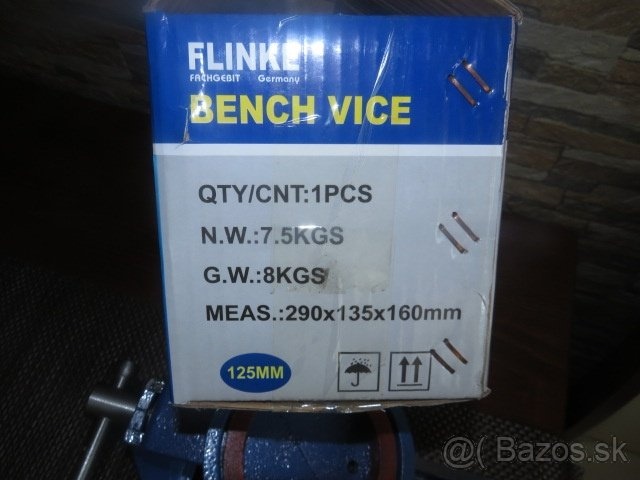 FLINKE
FACHGEBIT Germany
BENCH VICE
QTY/CNT:1PCS
N.W.:7.5KGS
G.W.:8KGS
MEAS.:290x135x160mm
125MM
@( Bazos.sk